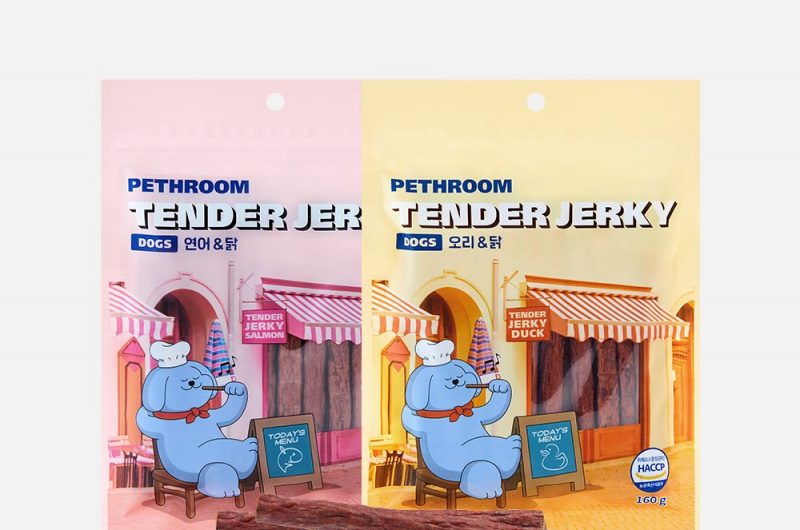 PETHROOM
TENDER JER
DOGS 연어&닭
TENDER
JERKY
SALMON
TODAY'S
MENU
PETHROOM
TENDER JERKY
DOGS 오리&닭
TENDER
JERKY
DUCK
TODAY'S
MENU
HACCP
160 g